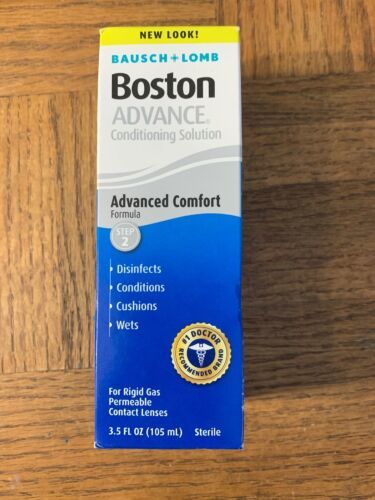 NEW LOOK!
BAUSCH + LOMB
Boston
ADVANCE®
Conditioning Solution
Advanced Comfort
Formula
STEP
2
Disinfects
Conditions
Cushions
Wets
#1 DOCTOR
RECOMMENDED BRAND
For Rigid Gas
Permeable
Contact Lenses
3.5 FL OZ (105 mL) Sterile